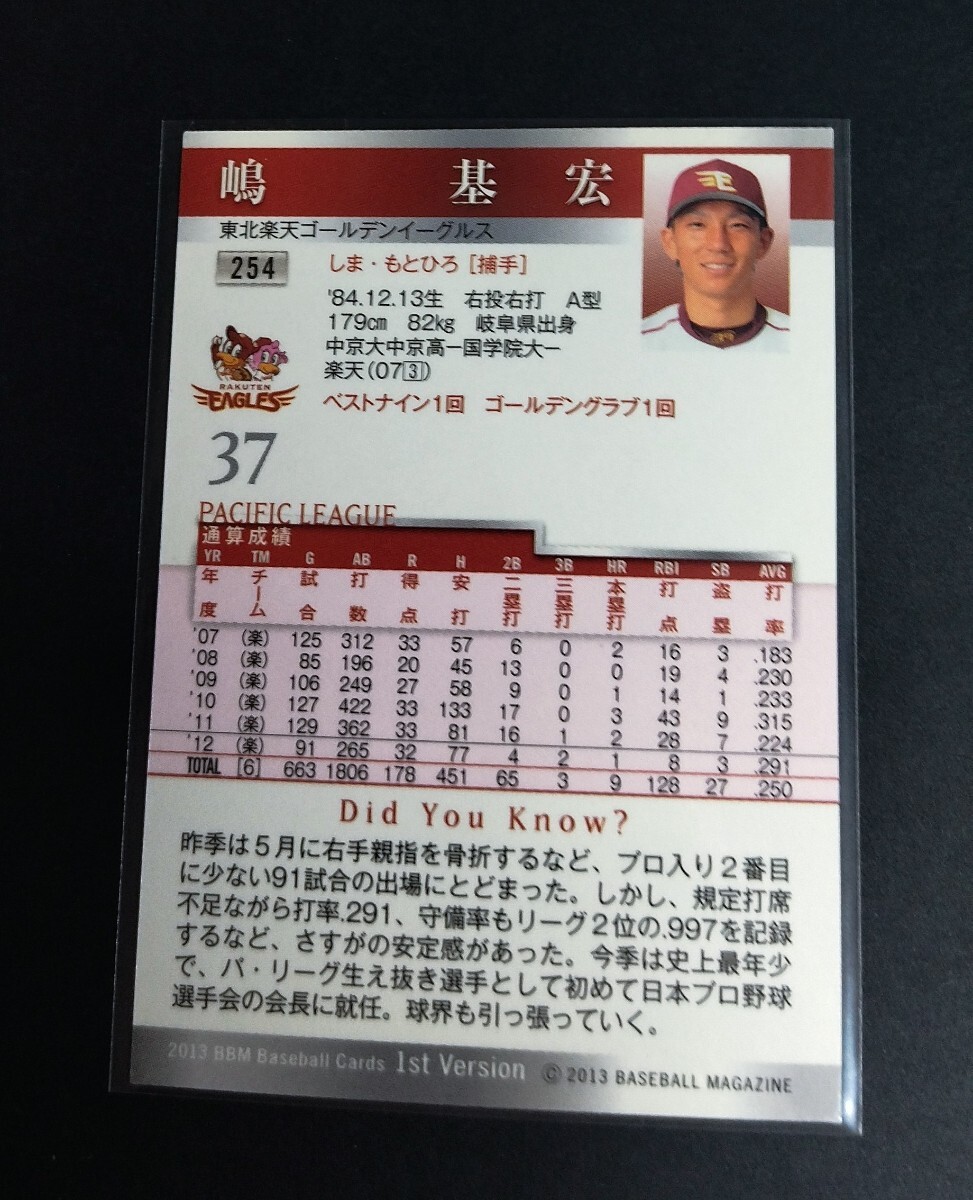 嶋 基 宏
東北楽天ゴールデンイーグルス
254
しま・もとひろ [捕手]
'84.12.13生 右投右打 A型
179㎝ 82㎏ 岐阜県出身
中京大中京高ー国学院大ー
楽天(07③)
ベストナイン1回 ゴールデングラブ1回
RAKUTEN
EAGLES
37
PACIFIC LEAGUE
通算成績
YR TM G AB R H 2B 3B HR RBI SB AVG
年度 チーム 試合 打数 得点 安打 二塁打 三塁打 本塁打 打点 盗塁 打率
'07 (楽) 125 312 33 57 6 0 2 16 3 .183
'08 (楽) 85 196 20 45 13 0 0 19 4 .230
'09 (楽) 106 249 27 58 9 0 1 14 1 .233
'10 (楽) 127 422 33 133 17 0 3 43 9 .315
'11 (楽) 129 362 33 81 16 1 2 28 7 .224
'12 (楽) 91 265 32 77 4 2 1 8 3 .291
TOTAL [6] 663 1806 178 451 65 3 9 128 27 .250
Did You Know?
昨季は5月に右手親指を骨折するなど、プロ入り2番目
に少ない91試合の出場にとどまった。しかし、規定打席
不足ながら打率.291、守備率もリーグ2位の.997を記録
するなど、さすがの安定感があった。今季は史上最年少
で、パ・リーグ生え抜き選手として初めて日本プロ野球
選手会の会長に就任。球界も引っ張っていく。
2013 BBM Baseball Cards 1st Version © 2013 BASEBALL MAGAZINE